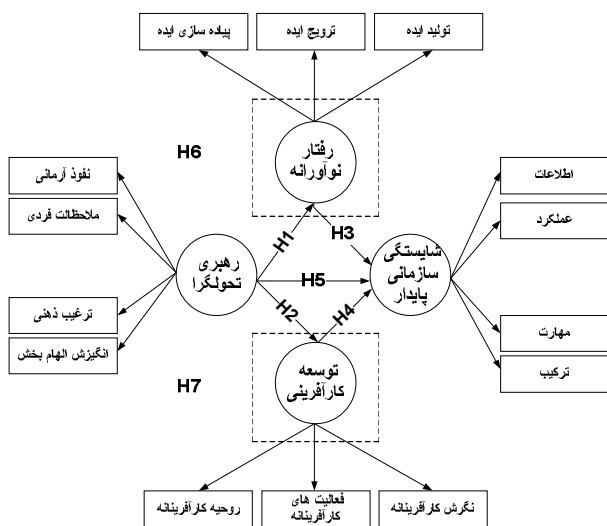 تولید ایده
ترویج ایده
پیاده سازی ایده
رفتار
نوآورانه
H6
نفوذ آرمانی
ملاحظالت فردی
ترغیب ذهنی
انگیزش الهام بخش
رهبری
تحولگرا
H1
H3
H5
H2
H4
شایستگی
سازمانی
پایدار
اطلاعات
عملکرد
مهارت
ترکیب
H7
توسعه
کارآفرینی
نگرش کارآفرینانه
فعالیت های
کارآفرینانه
روحیه کارآفرینانه